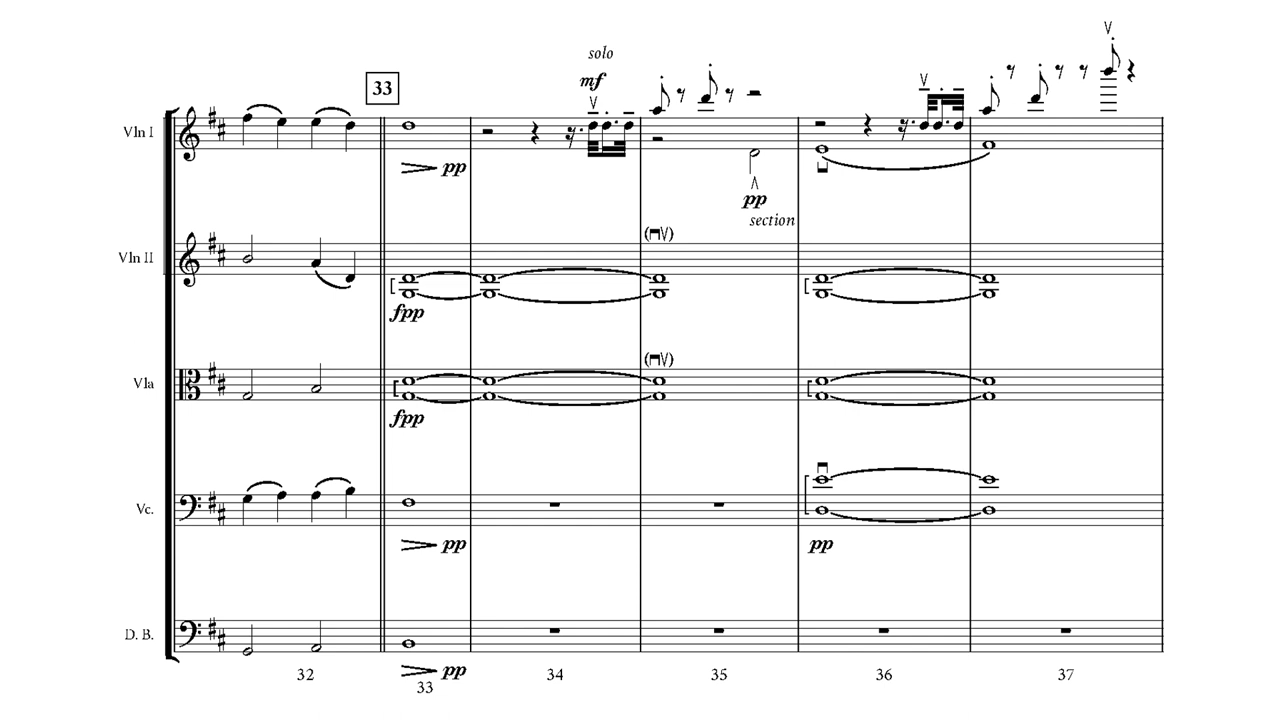 solo
mf
33
Vln I
pp
pp
section
Vln II
fpp
Vla
fpp
Vc.
pp
pp
D. B.
pp
32
33
34
35
36
37